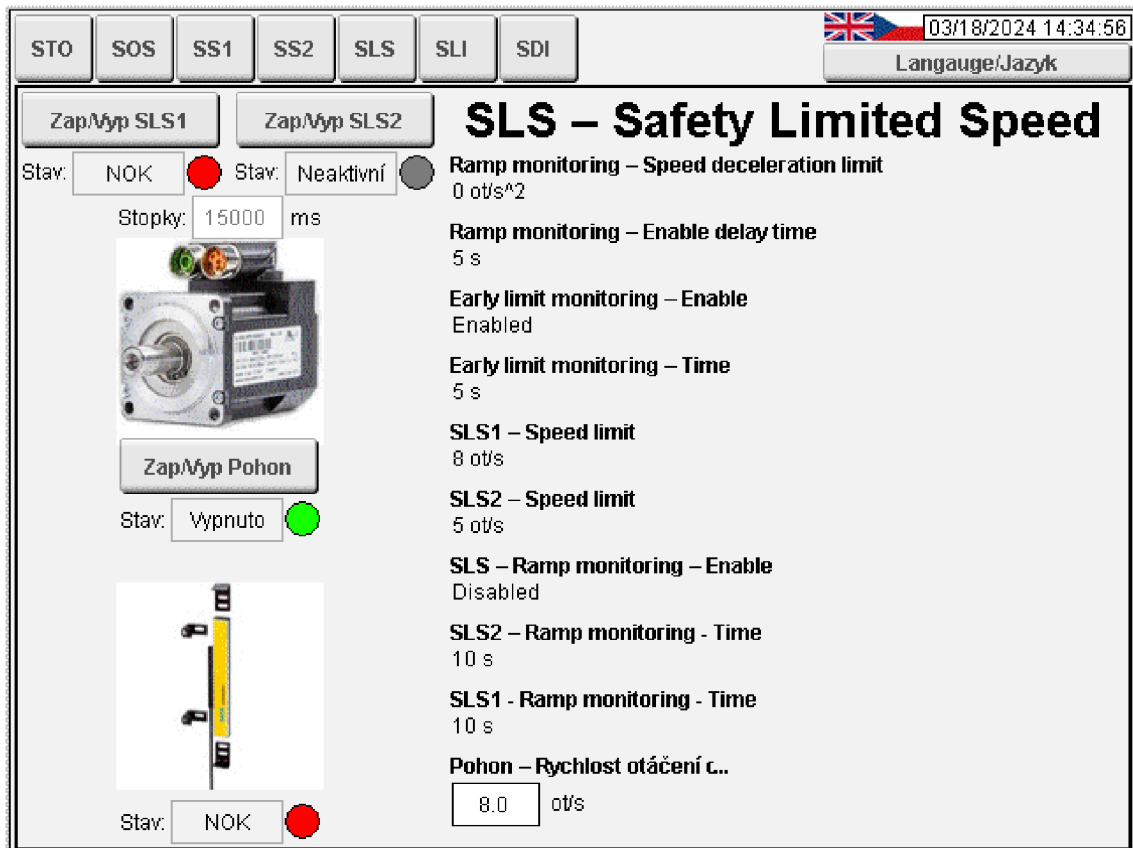 STO
SOS
SS1
SS2
SLS
SLI
SDI
03/18/2024 14:34:56
Langauge/Jazyk
Zap/Vyp SLS1
Zap/Vyp SLS2
SLS – Safety Limited Speed
Stav: NOK
Stav: Neaktivní
Stopky: 15000 ms
Zap/Vyp Pohon
Stav: Vypnuto
Stav: NOK
Ramp monitoring – Speed deceleration limit
0 ot/s^2
Ramp monitoring – Enable delay time
5 s
Early limit monitoring – Enable
Enabled
Early limit monitoring – Time
5 s
SLS1 – Speed limit
8 ot/s
SLS2 – Speed limit
5 ot/s
SLS – Ramp monitoring – Enable
Disabled
SLS2 – Ramp monitoring - Time
10 s
SLS1 - Ramp monitoring - Time
10 s
Pohon – Rychlost otáčení c...
8.0 ot/s